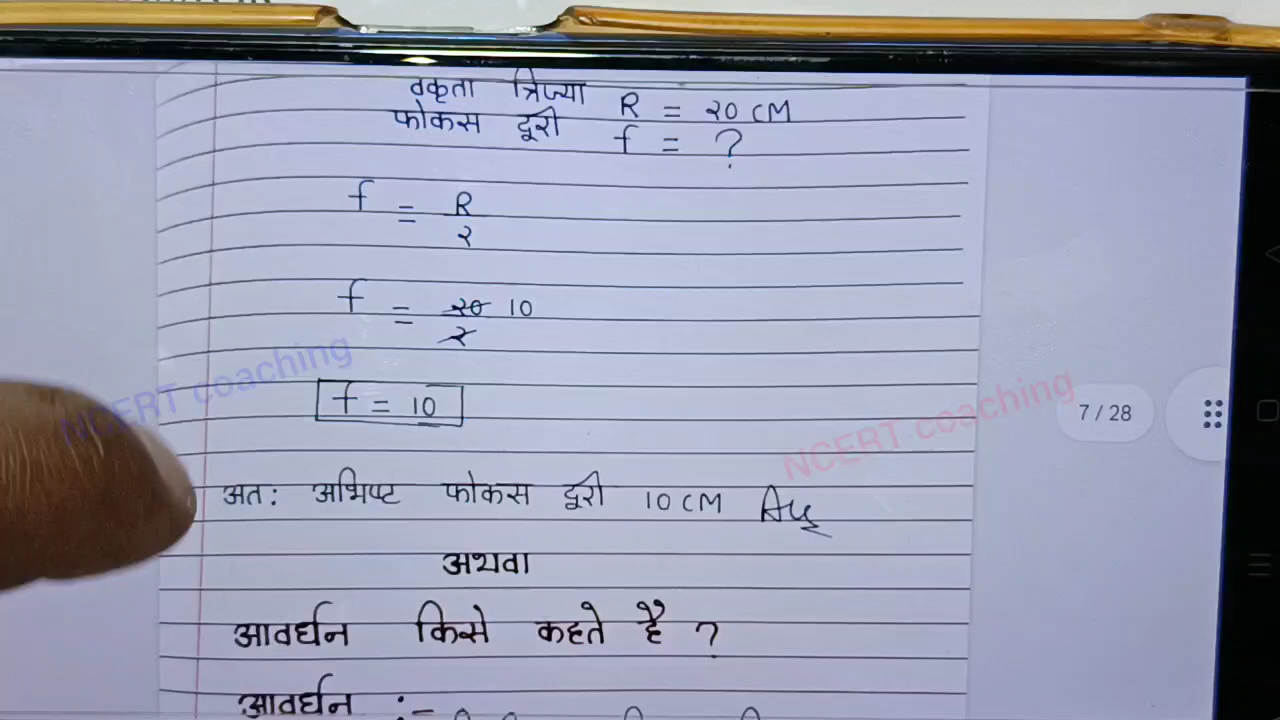 वक्रता त्रिज्या R = 20 CM
फोकस दूरी f = ?
f = R
2
f = 20 10
2
f = 10
अतः अभिष्ट फोकस दूरी 10 CM Ans
अथवा
आवर्धन किसे कहते है ?
आवर्धन :-
NCERT coaching
NCERT coaching
7 / 28